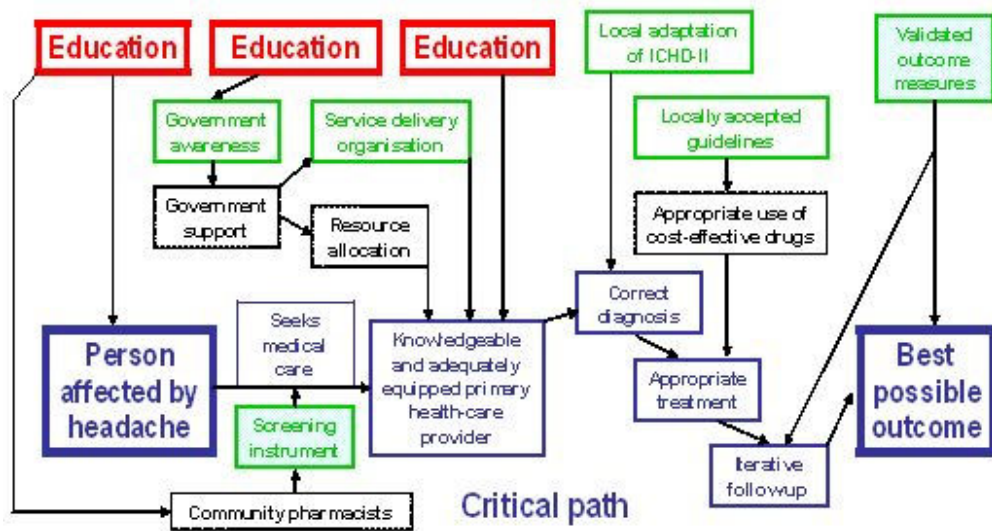 Education
Education
Education
Local adaptation
of ICHD-II
Validated
outcome
measures
Government
awareness
Service delivery
organisation
Locally accepted
guidelines
Government
support
Resource
allocation
Appropriate use of
cost-effective drugs
Correct
diagnosis
Person
affected by
headache
Seeks
medical
care
Knowledgeable
and adequately
equipped primary
health-care
provider
Appropriate
treatment
Best
possible
outcome
Screening
instrument
Iterative
follow-up
Community pharmacists
Critical path